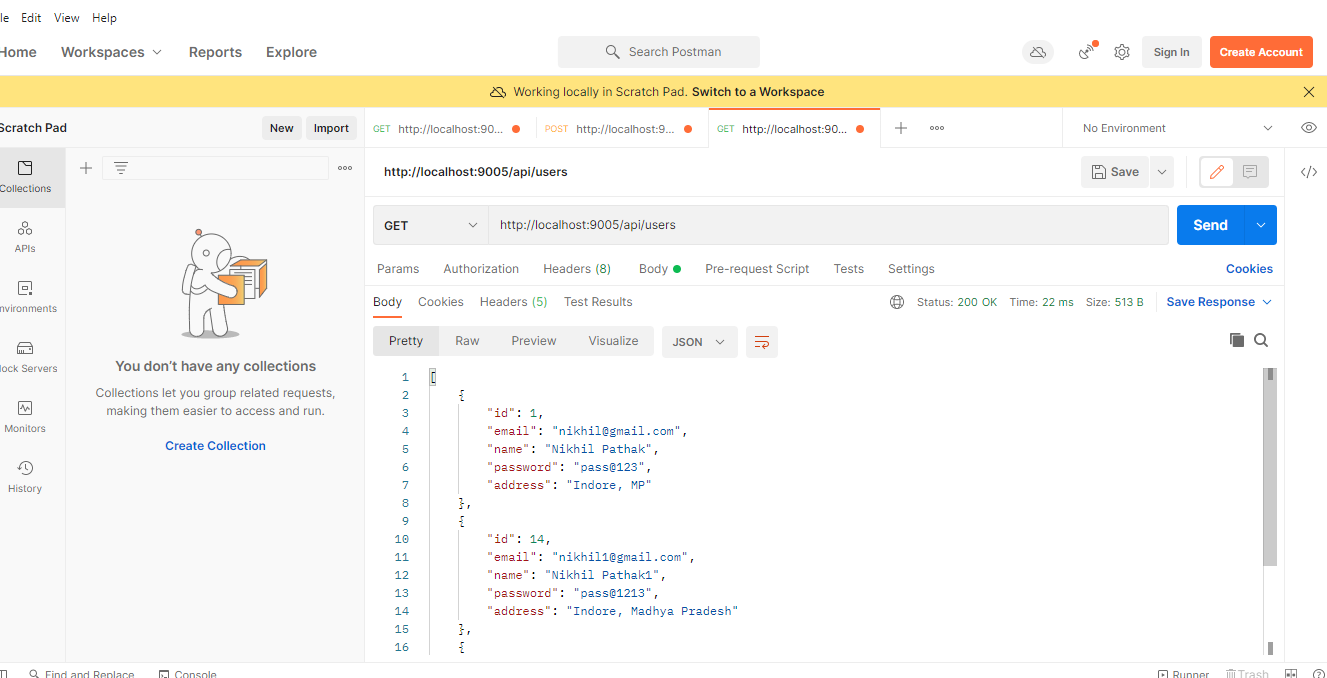 le Edit View Help
Home Workspaces Reports Explore Search Postman Sign In Create Account
Working locally in Scratch Pad. Switch to a Workspace
Scratch Pad New Import GET http://localhost:90... POST http://localhost:9... GET http://localhost:90... No Environment
http://localhost:9005/api/users Save
Collections
GET http://localhost:9005/api/users Send
APIs
Params Authorization Headers (8) Body Pre-request Script Tests Settings Cookies
nvironments
Body Cookies Headers (5) Test Results Status: 200 OK Time: 22 ms Size: 513 B Save Response
Pretty Raw Preview Visualize JSON
ock Servers
You don't have any collections
Collections let you group related requests,
making them easier to access and run.
Create Collection
Monitors
History
1 [
2 {
3 "id": 1,
4 "email": "nikhil@gmail.com",
5 "name": "Nikhil Pathak",
6 "password": "pass@123",
7 "address": "Indore, MP"
8 },
9 {
10 "id": 14,
11 "email": "nikhil1@gmail.com",
12 "name": "Nikhil Pathak1",
13 "password": "pass@1213",
14 "address": "Indore, Madhya Pradesh"
15 },
16 {
Find and Replace Console Runner Trash